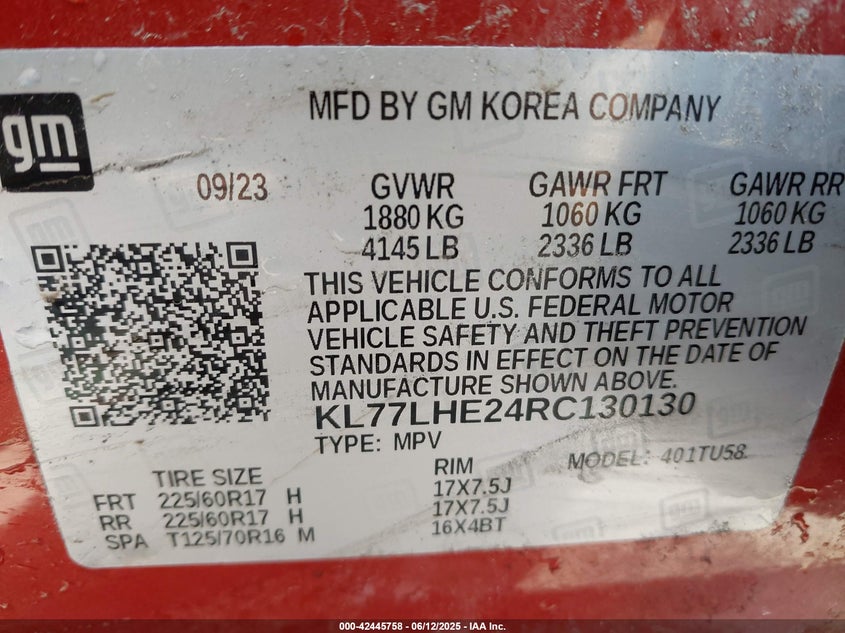 gm
MFD BY GM KOREA COMPANY
09/23 GVWR GAWR FRT GAWR RR
1880 KG 1060 KG 1060 KG
4145 LB 2336 LB 2336 LB
THIS VEHICLE CONFORMS TO ALL
APPLICABLE U.S. FEDERAL MOTOR
VEHICLE SAFETY AND THEFT PREVENTION
STANDARDS IN EFFECT ON THE DATE OF
MANUFACTURE SHOWN ABOVE.
KL77LHE24RC130130
TYPE: MPV
MODEL: 401TU58
TIRE SIZE RIM
FRT 225/60R17 H 17X7.5J
RR 225/60R17 H 17X7.5J
SPA T125/70R16 M 16X4BT
000-42445758 - 06/12/2025 - IAA Inc.